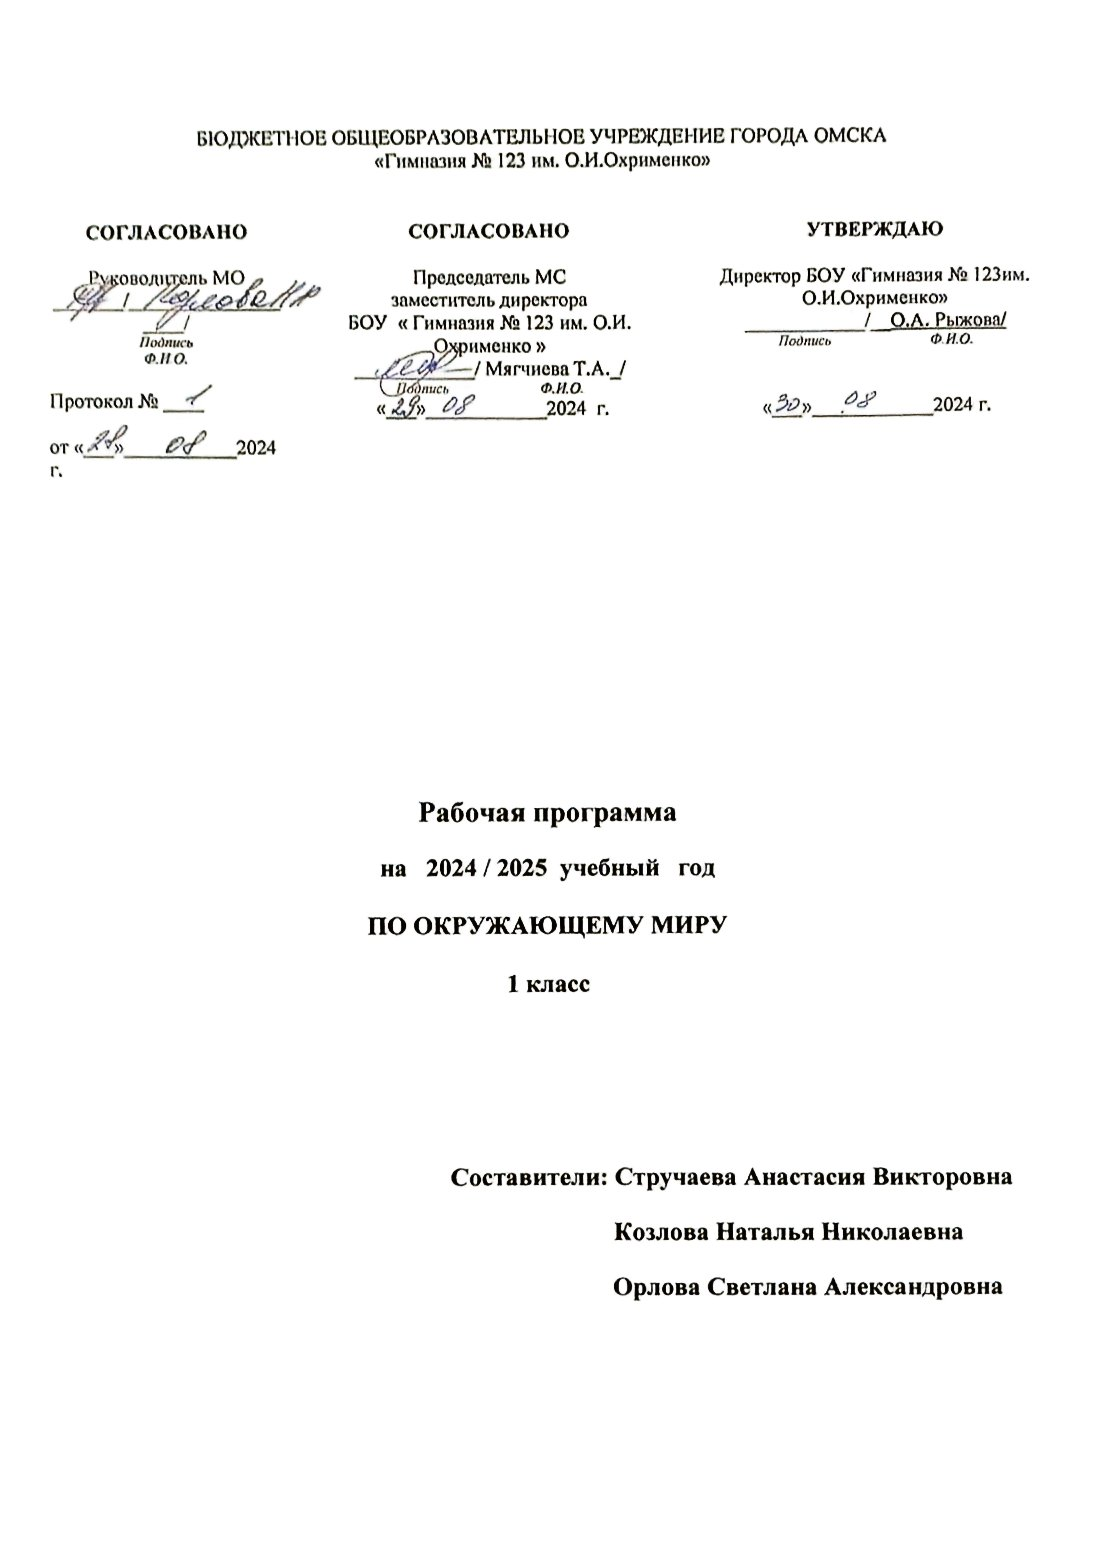 БЮДЖЕТНОЕ ОБЩЕОБРАЗОВАТЕЛЬНОЕ УЧРЕЖДЕНИЕ ГОРОДА ОМСКА
«Гимназия № 123 им. О.И.Охрименко»
СОГЛАСОВАНО
Руководитель МО
/
/
Подпись
Ф.И О.
Протокол № 1
от «28» 08 2024
г.
СОГЛАСОВАНО
Председатель МС
заместитель директора
БОУ « Гимназия № 123 им. О.И.
Охрименко »
/ Мягчиева Т.А._/
Подпись Ф.И.О.
«29» 08 2024 г.
УТВЕРЖДАЮ
Директор БОУ «Гимназия № 123им.
О.И.Охрименко»
/ О.А. Рыжова/
Подпись Ф.И.О.
«30» 08 2024 г.
Рабочая программа
на 2024 / 2025 учебный год
ПО ОКРУЖАЮЩЕМУ МИРУ
1 класс
Составители: Стручаева Анастасия Викторовна
Козлова Наталья Николаевна
Орлова Светлана Александровна